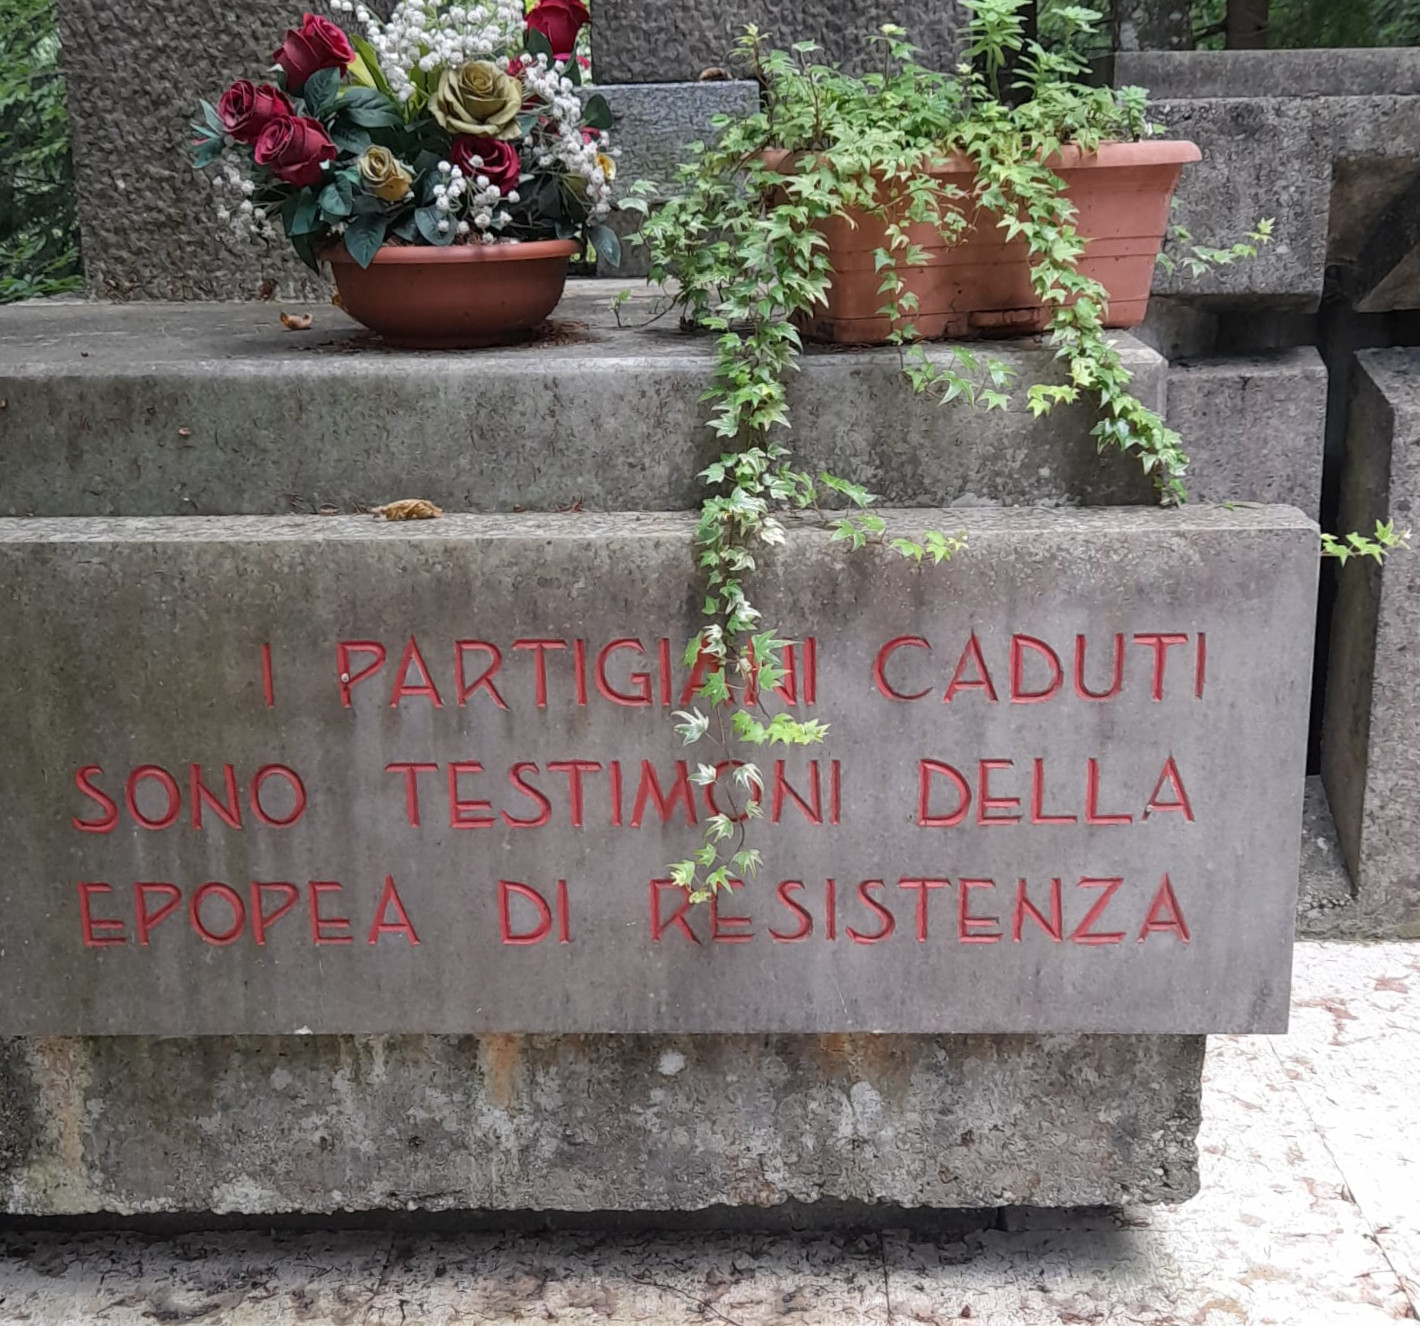 I PARTIGIANI CADUTI
SONO TESTIMONI DELLA
EPOPEA DI RESISTENZA